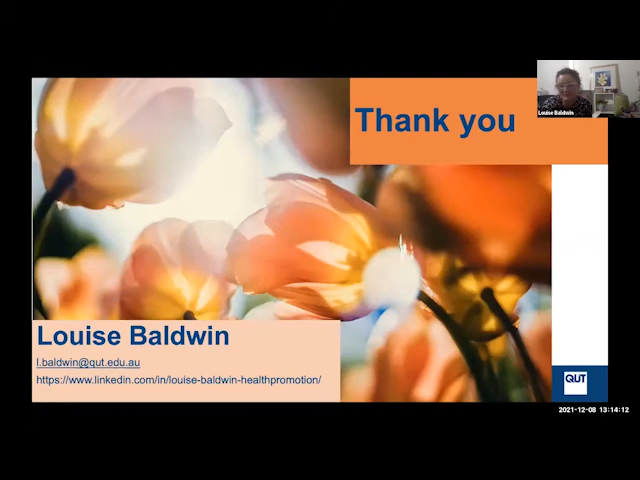 Louise Baldwin
Thank you
Louise Baldwin
l.baldwin@qut.edu.au
https://www.linkedin.com/in/louise-baldwin-healthpromotion/
QUT
2021-12-08 13:14:12